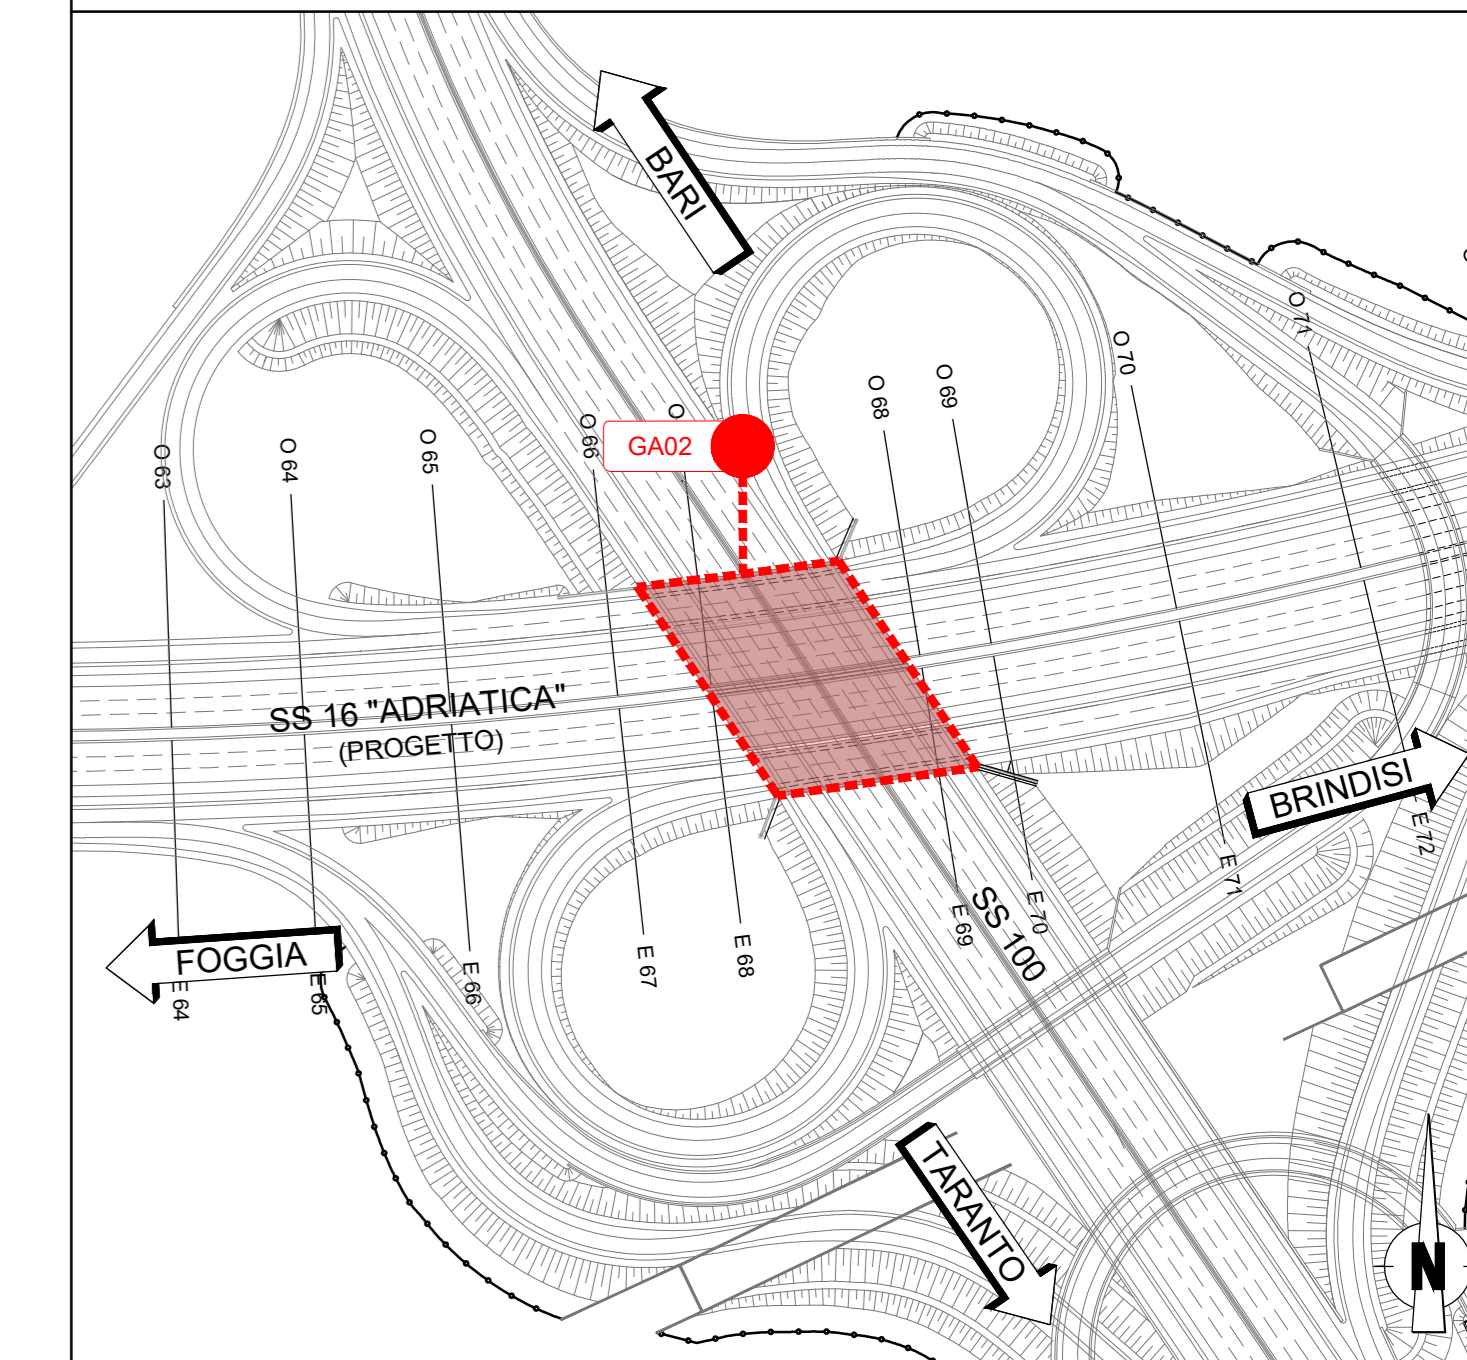 BARI
O 71
O 70
O 69
O 68
O
O 66
GA02
O 65
O 64
O 63
SS 16 "ADRIATICA"
(PROGETTO)
BRINDISI
E 72
E 71
E 70
E 69
SS 100
E 68
E 67
E 66
E 65
E 64
FOGGIA
TARANTO
N